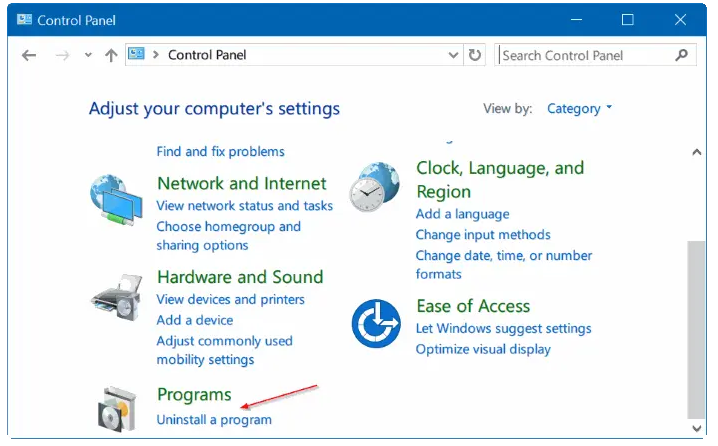 Control Panel
Control Panel
Search Control Panel
Adjust your computer's settings
View by:
Category
Find and fix problems
Network and Internet
View network status and tasks
Choose homegroup and
sharing options
Hardware and Sound
View devices and printers
Add a device
Adjust commonly used
mobility settings
Programs
Uninstall a program
Clock, Language, and
Region
Add a language
Change input methods
Change date, time, or number
formats
Ease of Access
Let Windows suggest settings
Optimize visual display